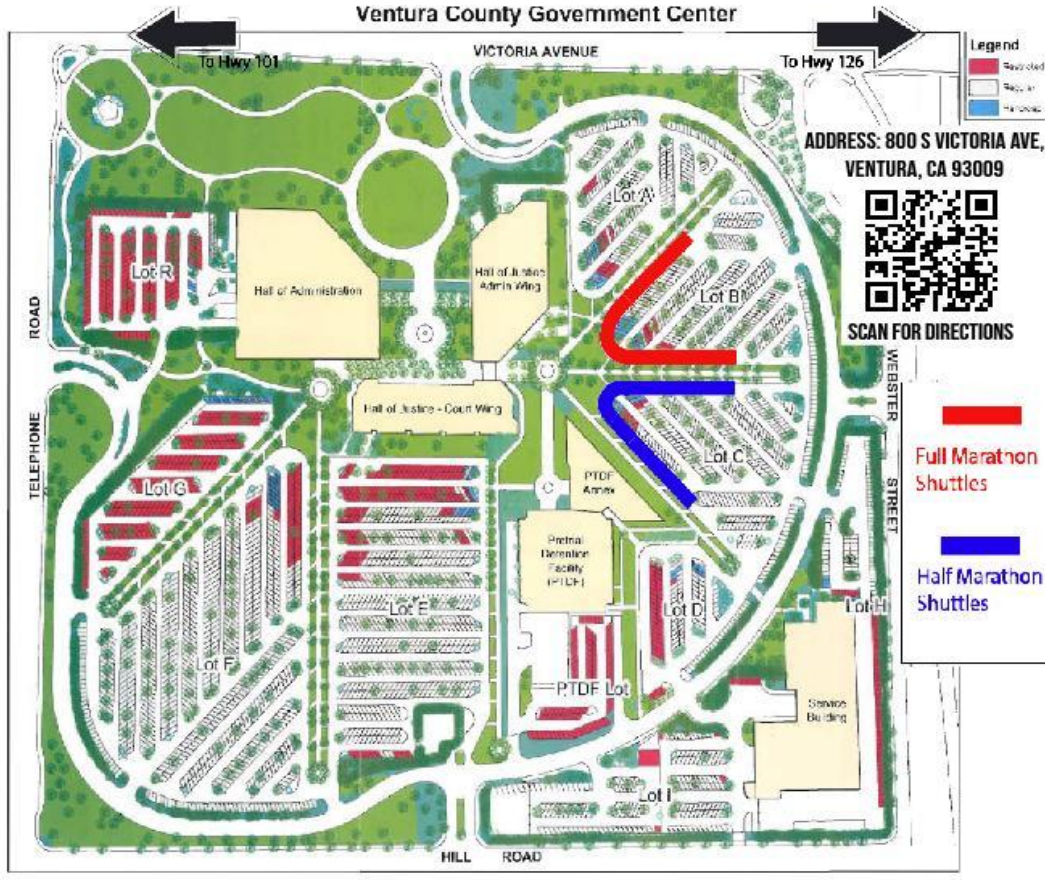 Ventura County Government Center
To Hwy 101
VICTORIA AVENUE
To Hwy 126
Legend
Restricted
Regular
Handicap
ADDRESS: 800 S VICTORIA AVE,
VENTURA, CA 93009
SCAN FOR DIRECTIONS
Lot A
Lot R
Hall of Administration
Hall of Justice
Admin Wing
Lot B
ROAD
TELEPHONE
Hall of Justice - Court Wing
WEBSTER
STREET
Full Marathon
Shuttles
Half Marathon
Shuttles
Lot C
PTDF
Annex
Lot G
Pretrial
Detention
Facility
(PTDF)
Lot E
Lot D
Lot H
Lot F
PTDF Lot
Service
Building
Lot I
HILL ROAD